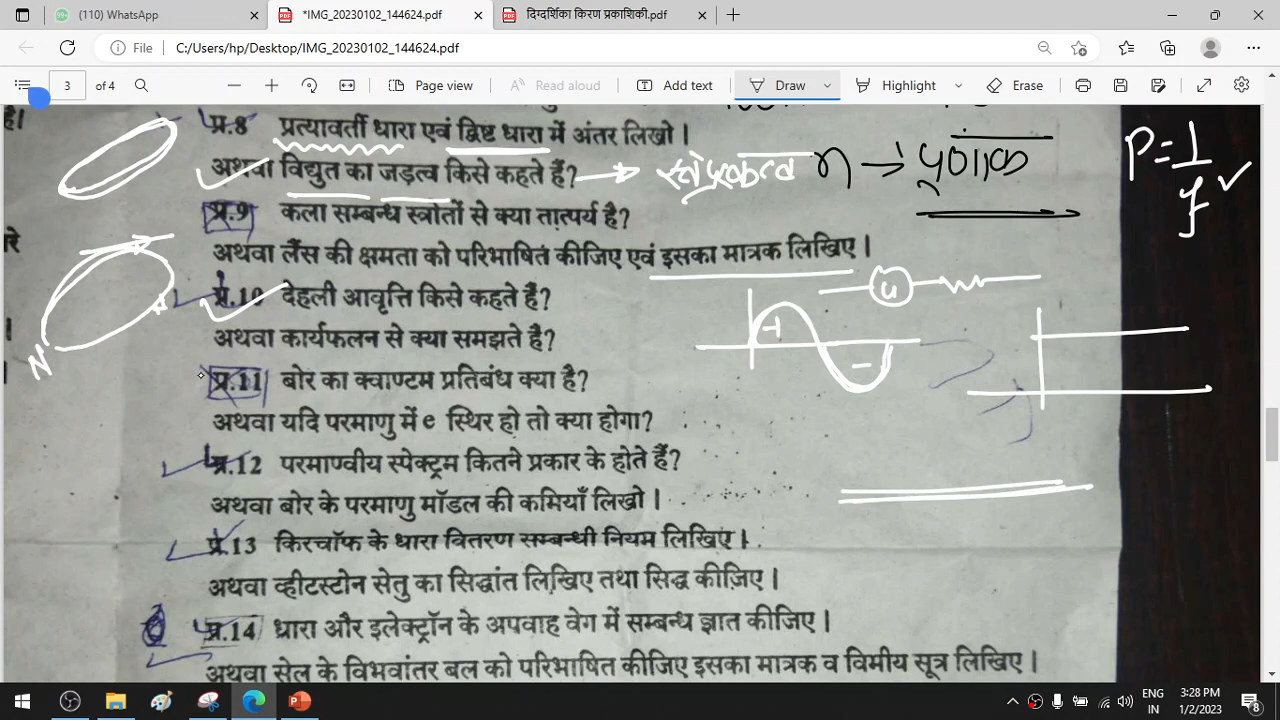 (110) WhatsApp
*IMG_20230102_144624.pdf
दिग्दर्शिका किरण प्रकाशिकी.pdf
File C:/Users/hp/Desktop/IMG_20230102_144624.pdf
3 of 4 Page view Read aloud Add text Draw Highlight Erase
है।
प्र.8 प्रत्यावर्ती धारा एवं द्विष्ट धारा में अंतर लिखो।
अथवा विद्युत का जड़त्व किसे कहते हैं?
प्र.9 कला सम्बन्ध स्त्रोतों से क्या तात्पर्य है?
अथवा लैंस की क्षमता को परिभाषित कीजिए एवं इसका मात्रक लिखिए।
प्र.10 देहली आवृत्ति किसे कहते हैं?
अथवा कार्यफलन से क्या समझते है?
प्र.11 बोर का क्वाण्टम प्रतिबंध क्या है?
अथवा यदि परमाणु में e स्थिर हो तो क्या होगा?
प्र.12 परमाण्वीय स्पेक्ट्रम कितने प्रकार के होते हैं?
अथवा बोर के परमाणु मॉडल की कमियाँ लिखो।
प्र.13 किरचॉफ के धारा वितरण सम्बन्धी नियम लिखिए।
अथवा व्हीटस्टोन सेतु का सिद्धांत लिखिए तथा सिद्ध कीजिए।
प्र.14 धारा और इलेक्ट्रॉन के अपवाह वेग में सम्बन्ध ज्ञात कीजिए।
अथवा सेल के विभवांतर बल को परिभाषित कीजिए इसका मात्रक व विमीय सूत्र लिखिए।
P = 1/f
N
ENG
IN
3:28 PM
1/2/2023
8